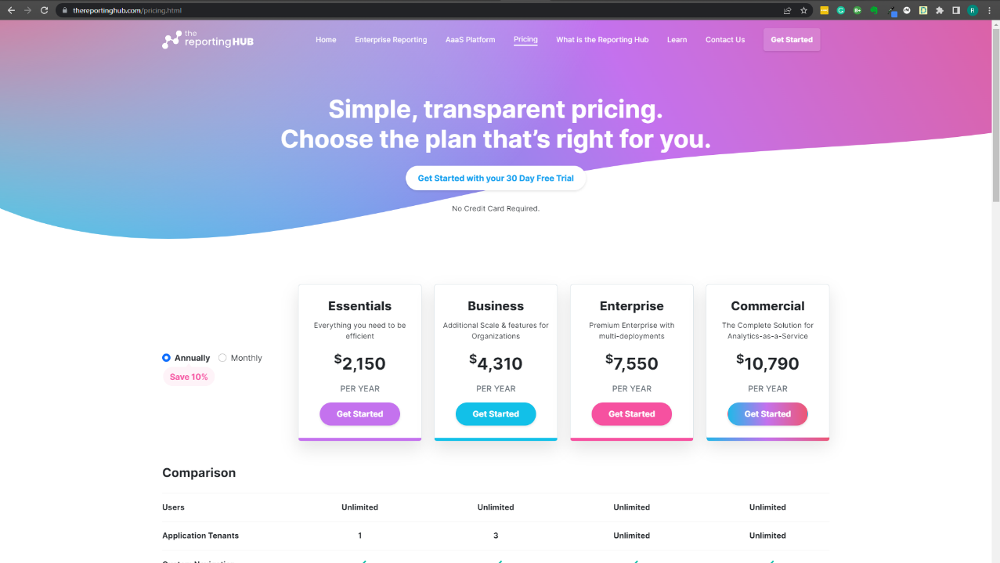 thereportinghub.com/pricing.html
the
reportingHUB
Home
Enterprise Reporting
AaaS Platform
Pricing
What is the Reporting Hub
Learn
Contact Us
Get Started
Simple, transparent pricing.
Choose the plan that’s right for you.
Get Started with your 30 Day Free Trial
No Credit Card Required.
Annually
Monthly
Save 10%
Essentials
Everything you need to be
efficient
$2,150
PER YEAR
Get Started
Business
Additional Scale & features for
Organizations
$4,310
PER YEAR
Get Started
Enterprise
Premium Enterprise with
multi-deployments
$7,550
PER YEAR
Get Started
Commercial
The Complete Solution for
Analytics-as-a-Service
$10,790
PER YEAR
Get Started
Comparison
Users Unlimited Unlimited Unlimited Unlimited
Application Tenants 1 3 Unlimited Unlimited